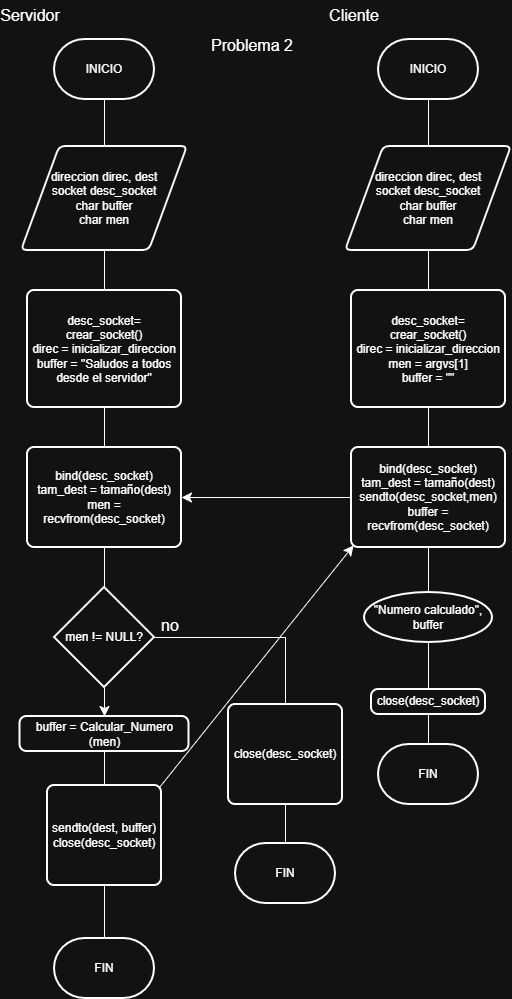 Servidor
Cliente
Problema 2
INICIO
direccion direc, dest
socket desc_socket
char buffer
char men
desc_socket=
crear_socket()
direc = inicializar_direccion
buffer = "Saludos a todos
desde el servidor"
bind(desc_socket)
tam_dest = tamaño(dest)
men =
recvfrom(desc_socket)
men != NULL?
no
buffer = Calcular_Numero
(men)
sendto(dest, buffer)
close(desc_socket)
FIN
close(desc_socket)
FIN
INICIO
direccion direc, dest
socket desc_socket
char buffer
char men
desc_socket=
crear_socket()
direc = inicializar_direccion
men = argvs[1]
buffer = ""
bind(desc_socket)
tam_dest = tamaño(dest)
sendto(desc_socket,men)
buffer =
recvfrom(desc_socket)
"Numero calculado",
buffer
close(desc_socket)
FIN